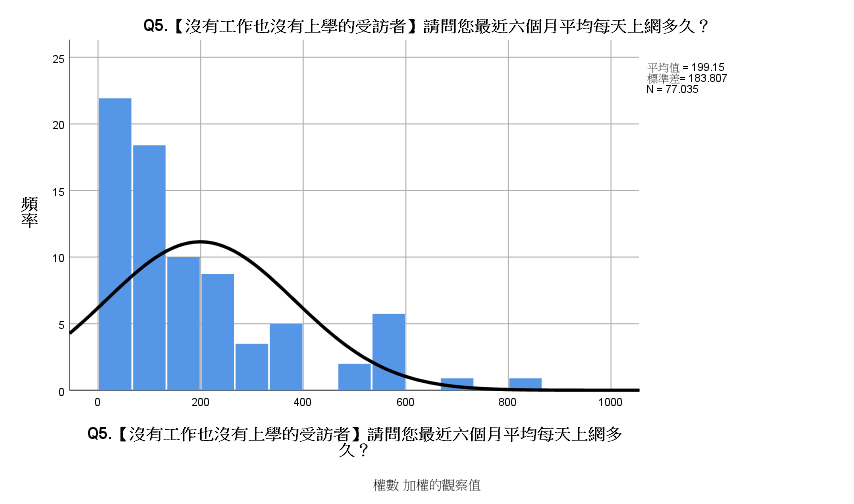 Q5.【沒有工作也沒有上學的受訪者】請問您最近六個月平均每天上網多久？
平均值 = 199.15
標準差= 183.807
N = 77.035
25
20
15
10
5
0
頻率
0 200 400 600 800 1000
Q5.【沒有工作也沒有上學的受訪者】請問您最近六個月平均每天上網多
久？
權數 加權的觀察值